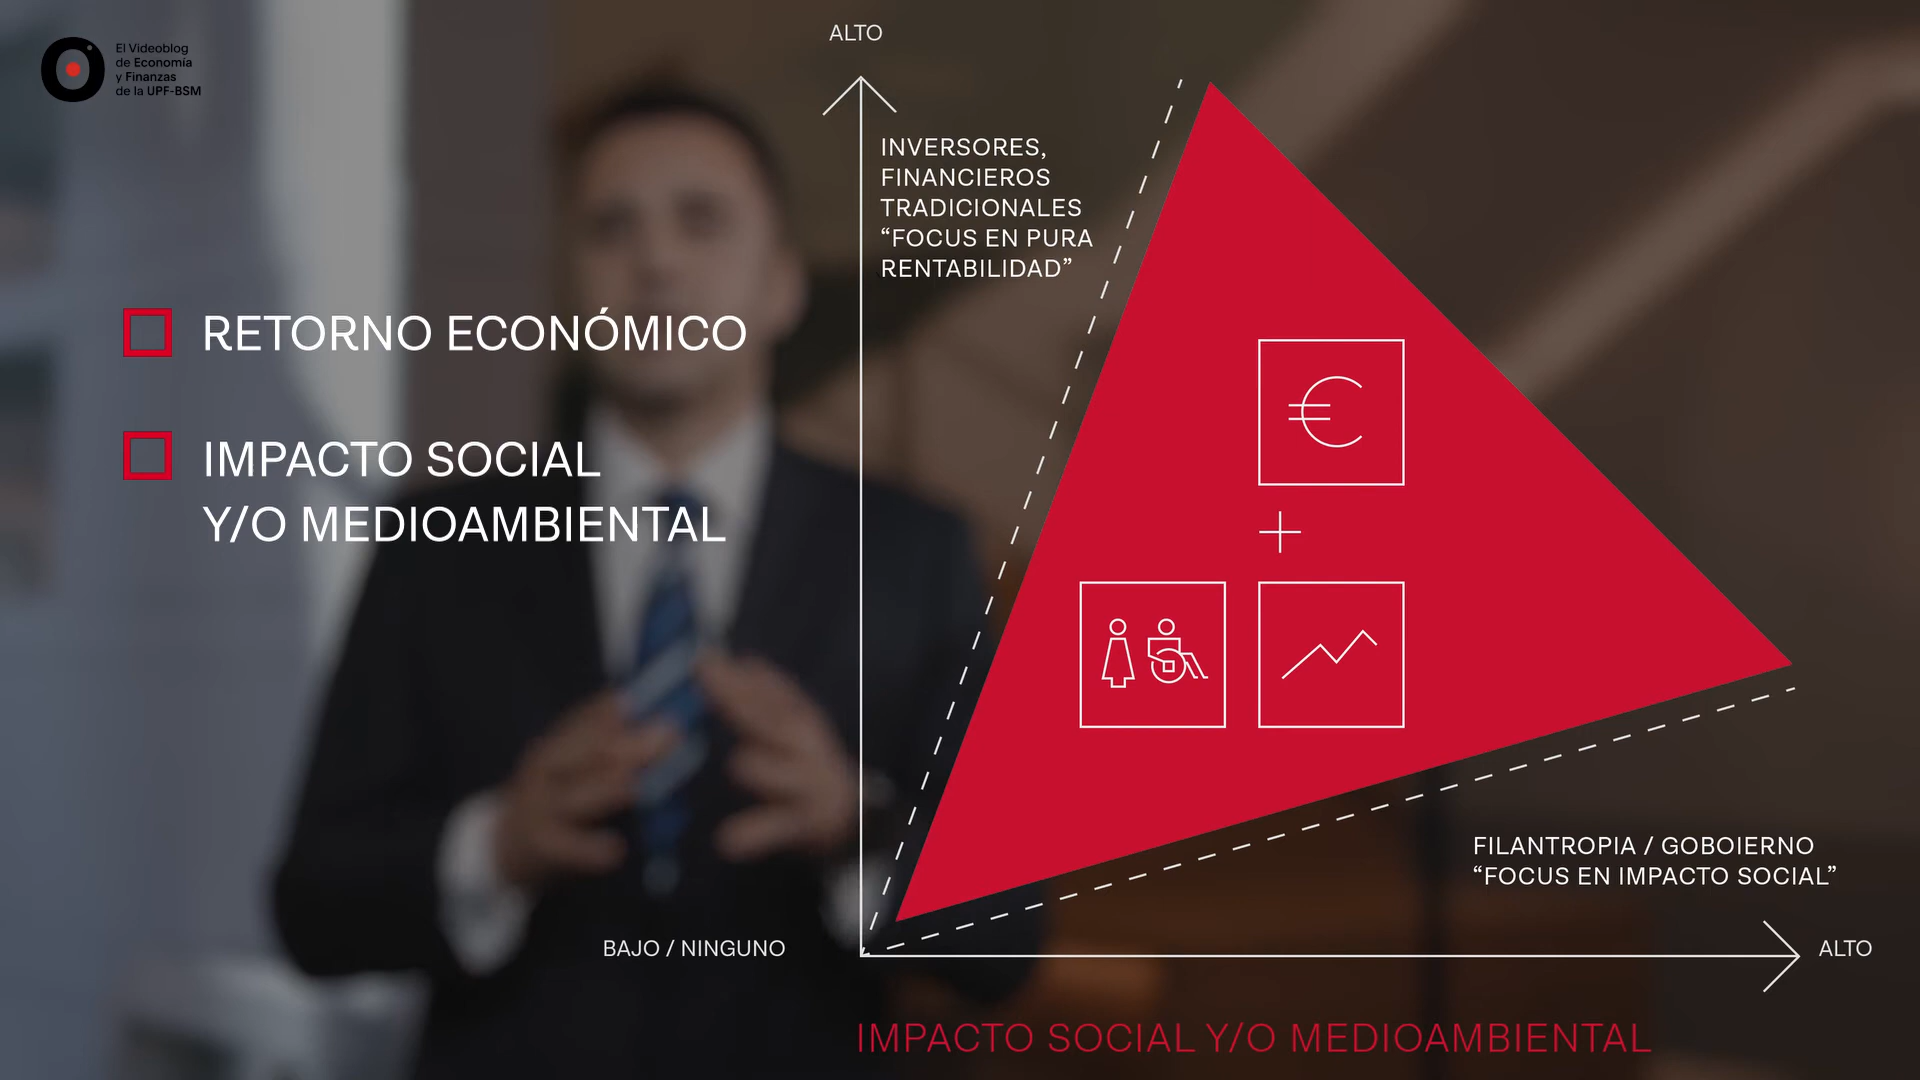 El Videoblog
de Economía
y Finanzas
de la UPF-BSM
RETORNO ECONÓMICO
IMPACTO SOCIAL
Y/O MEDIOAMBIENTAL
ALTO
INVERSORES,
FINANCIEROS
TRADICIONALES
“FOCUS EN PURA
RENTABILIDAD”
€
+
FILANTROPIA / GOBOIERNO
“FOCUS EN IMPACTO SOCIAL”
BAJO / NINGUNO
ALTO
IMPACTO SOCIAL Y/O MEDIOAMBIENTAL